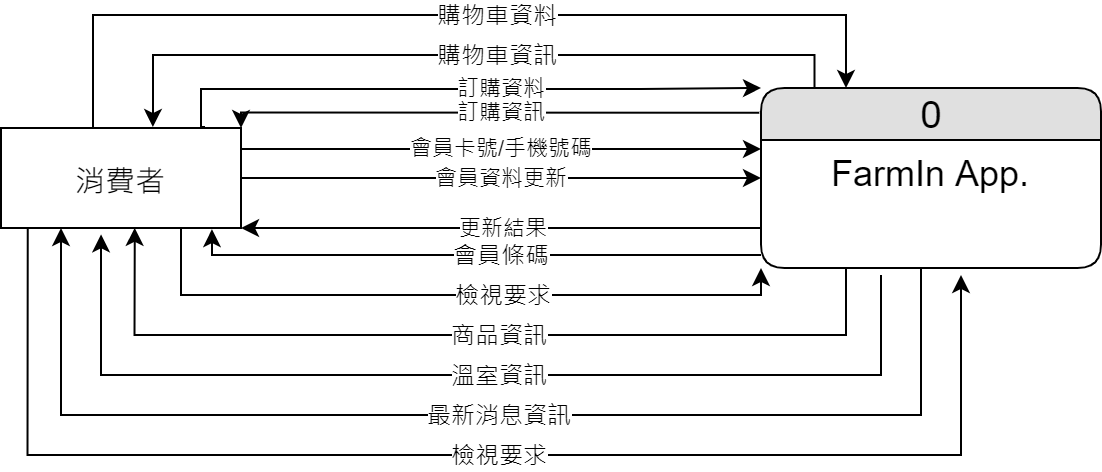 購物車資料
購物車資訊
訂購資料
訂購資訊
0
會員卡號/手機號碼
消費者
會員資料更新
FarmIn App.
更新結果
會員條碼
檢視要求
商品資訊
溫室資訊
最新消息資訊
檢視要求